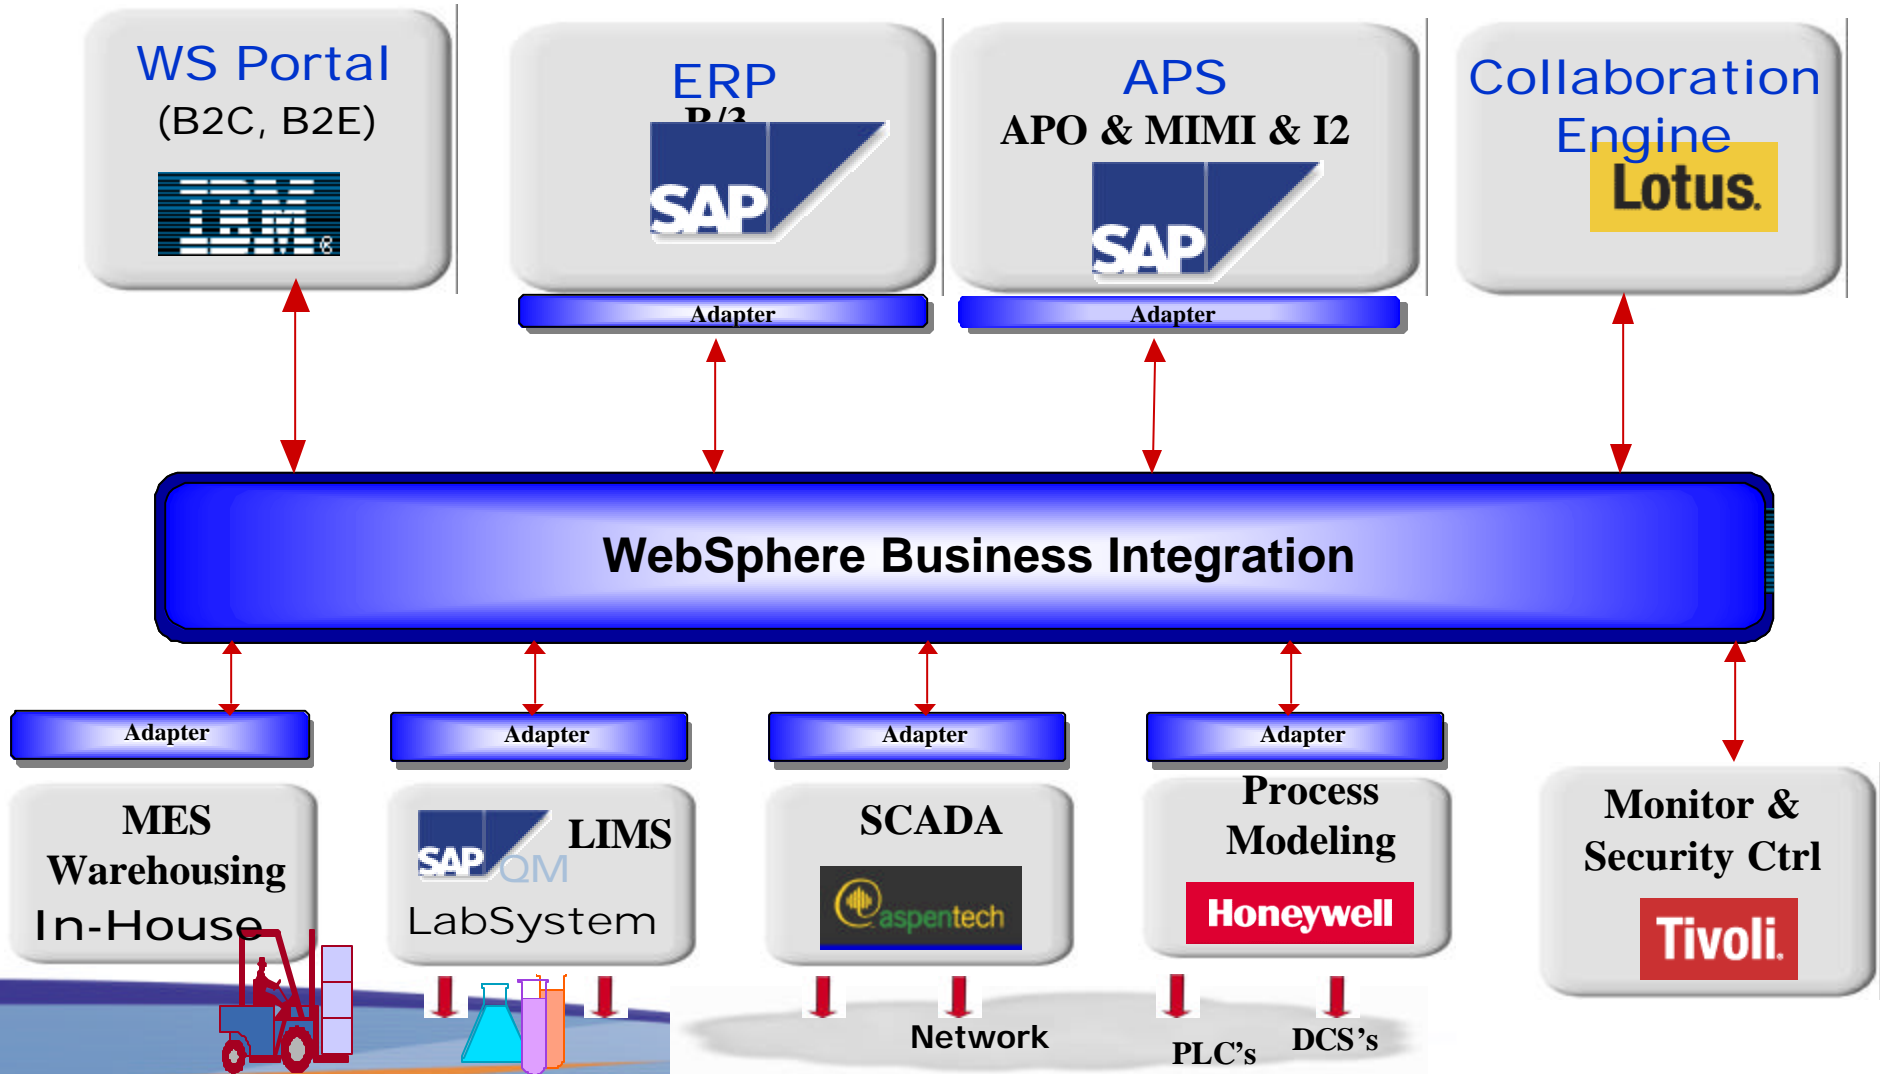 WS Portal
(B2C, B2E)
IBM®
ERP
R/3
SAP
APS
APO & MIMI & I2
SAP
Collaboration
Engine
Lotus.
Adapter
Adapter
WebSphere Business Integration
Adapter
Adapter
Adapter
Adapter
MES
Warehousing
In-House
SAP
QM
LIMS
LabSystem
SCADA
aspentech
Process
Modeling
Honeywell
Monitor &
Security Ctrl
Tivoli.
Network
PLC's
DCS's